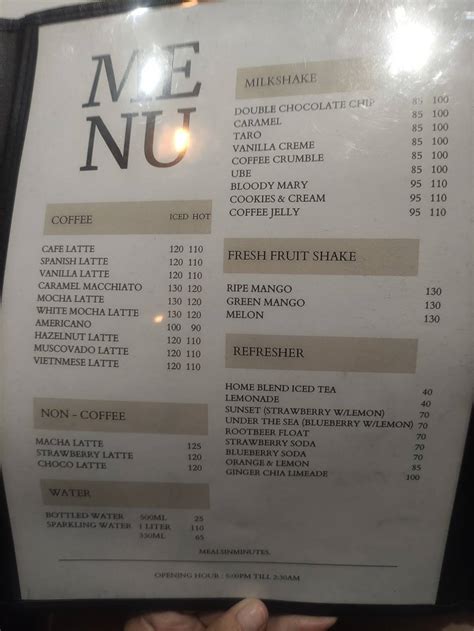 MENU
COFFEE ICED HOT
CAFE LATTE 120 110
SPANISH LATTE 120 110
VANILLA LATTE 120 110
CARAMEL MACCHIATO 120 110
MOCHA LATTE 120 110
WHITE MOCHA LATTE 120 110
AMERICANO 100 90
HAZELNUT LATTE 120 110
MUSCOVADO LATTE 120 110
VIETNMESE LATTE 120 110
NON - COFFEE
MACHA LATTE 125
STRAWBERRY LATTE 120
CHOCO LATTE 120
WATER
BOTTLED WATER 500ML 25
SPARKLING WATER 1 LITER 110
330ML 65
MILKSHAKE
DOUBLE CHOCOLATE CHIP 85 100
CARAMEL 85 100
TARO 85 100
VANILLA CREME 85 100
COFFEE CRUMBLE 85 100
UBE 85 100
BLOODY MARY 95 110
COOKIES & CREAM 95 110
COFFEE JELLY 95 110
FRESH FRUIT SHAKE
RIPE MANGO 130
GREEN MANGO 130
MELON 130
REFRESHER
HOME BLEND ICED TEA 40
LEMONADE 40
SUNSET (STRAWBERRY W/LEMON) 70
UNDER THE SEA (BLUEBERRY W/LEMON) 70
ROOTBEER FLOAT 70
STRAWBERRY SODA 70
BLUEBERRY SODA 70
ORANGE & LEMON 85
GINGER CHIA LIMEADE 100
MEALSINMINUTES.
OPENING HOUR : 5:00PM TILL 2:30AM